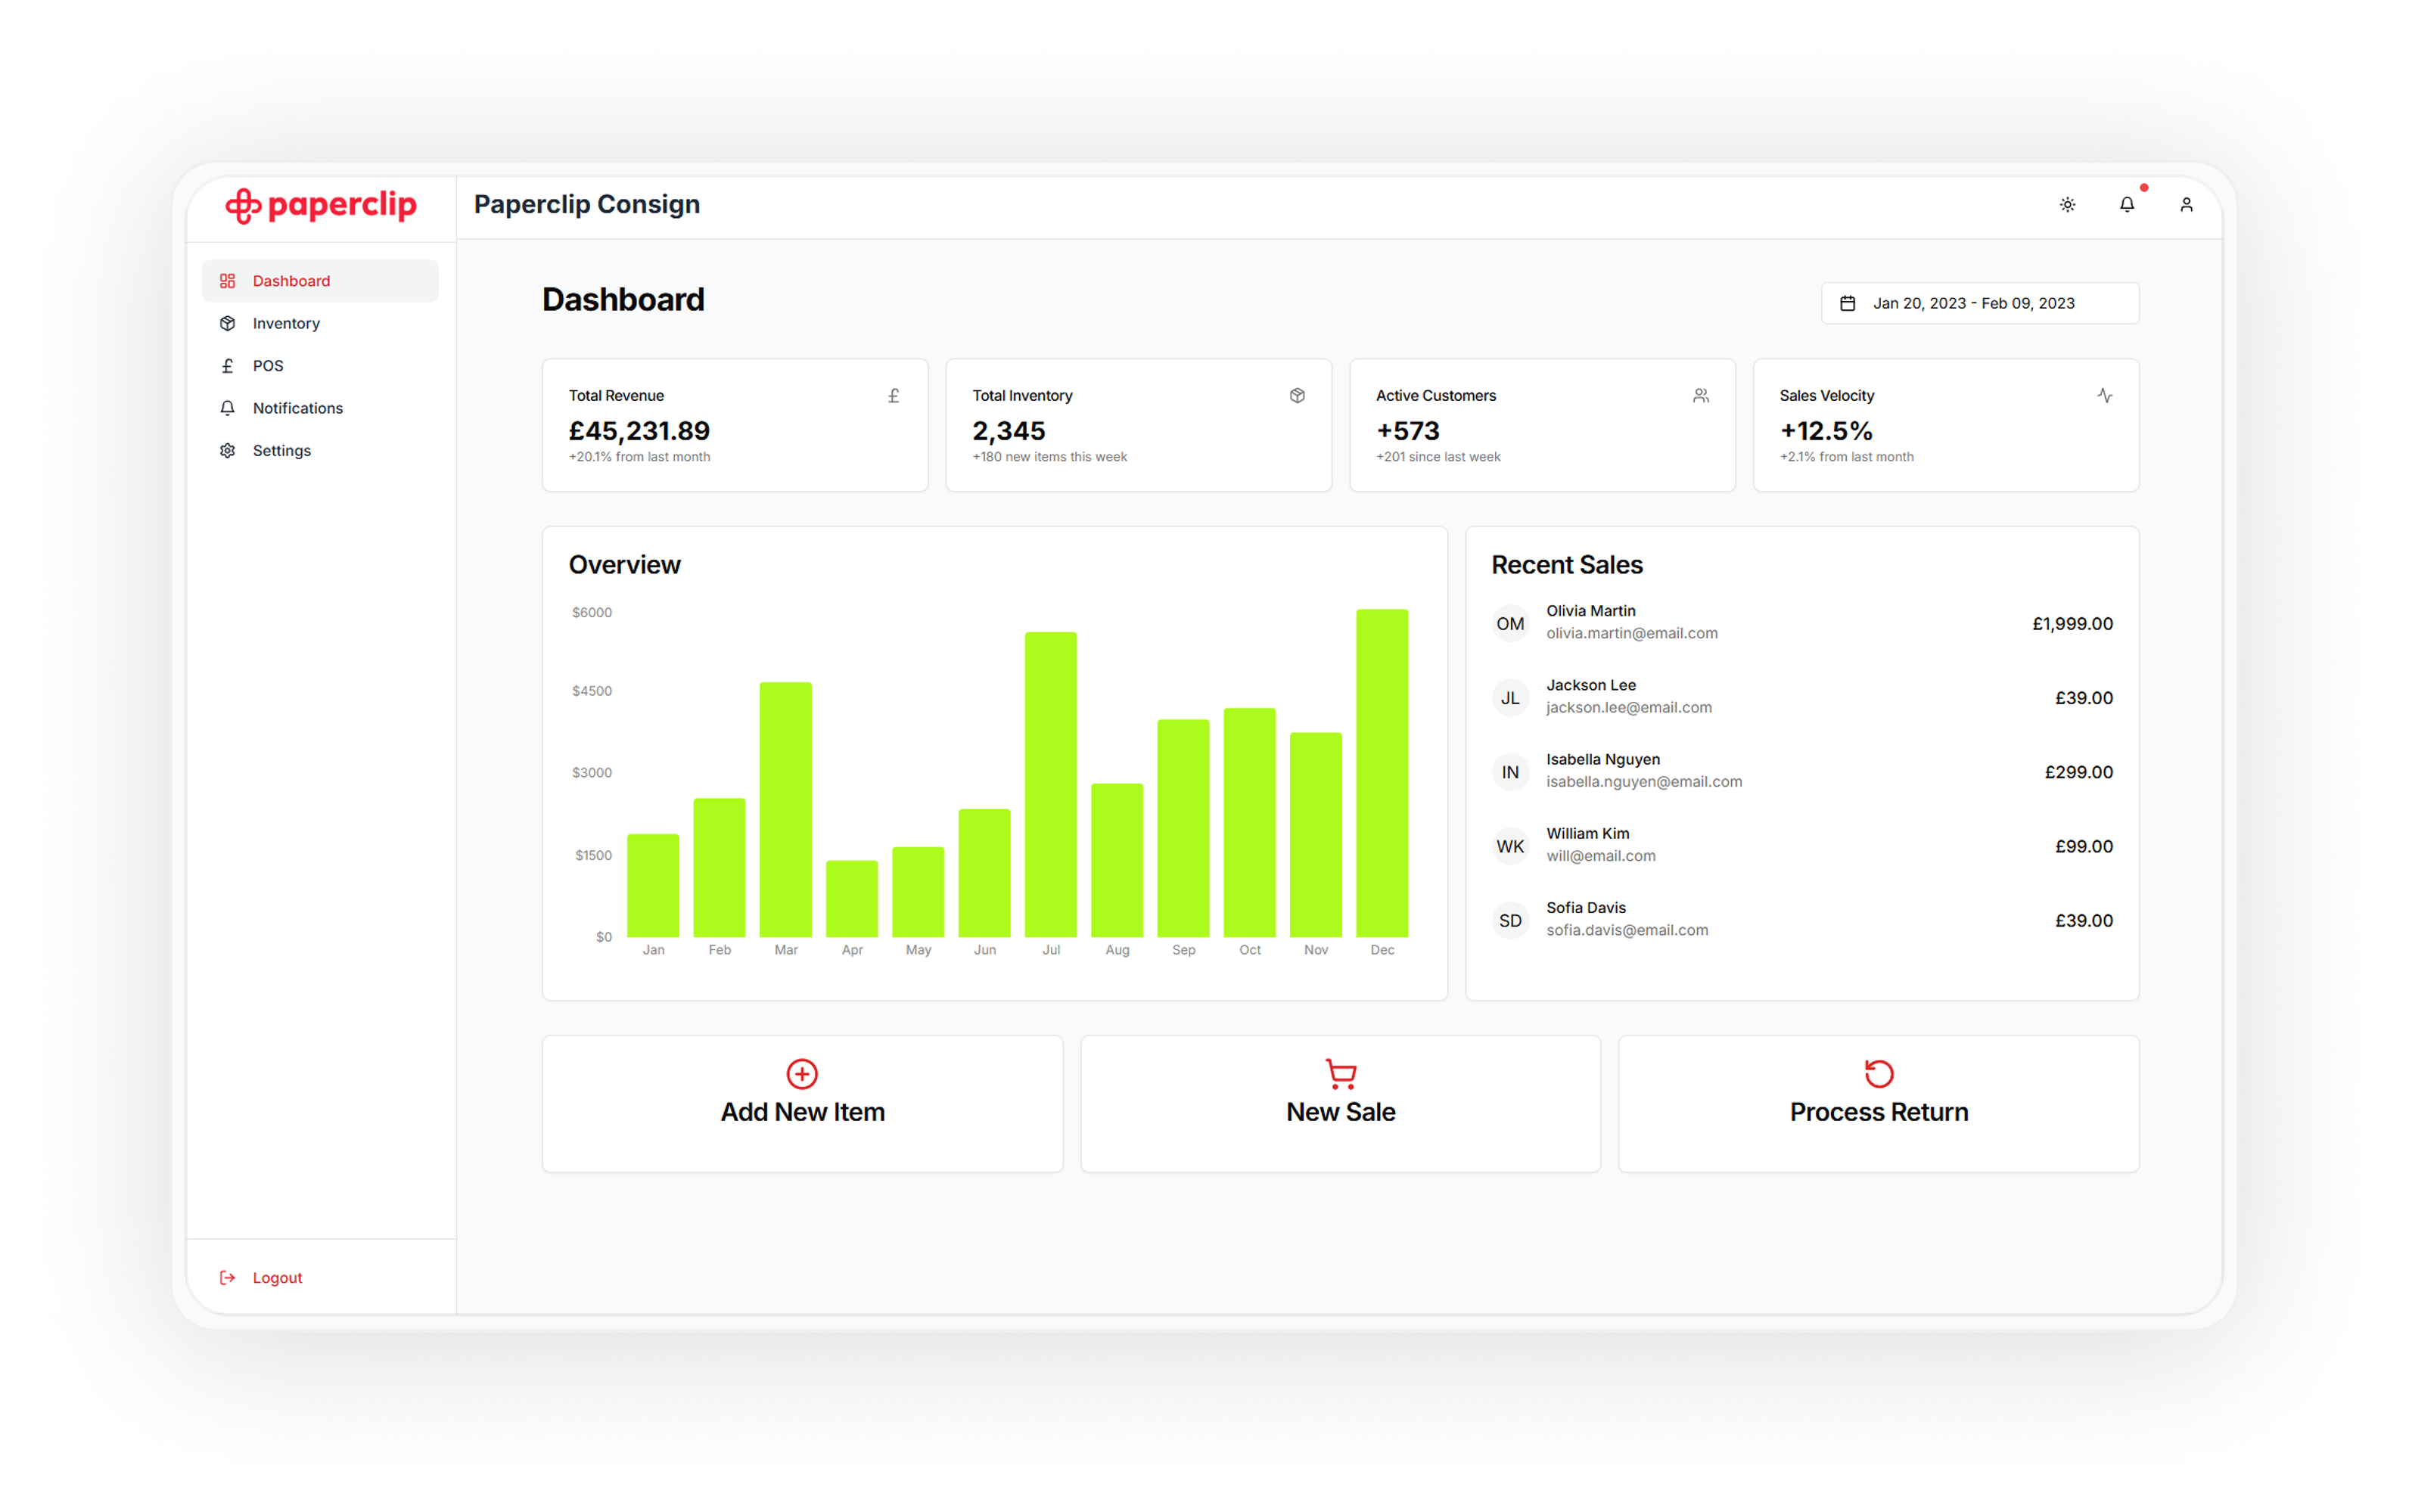 paperclip
Paperclip Consign
Dashboard
Inventory
POS
Notifications
Settings
Logout
Dashboard
Jan 20, 2023 - Feb 09, 2023
Total Revenue
£
£45,231.89
+20.1% from last month
Total Inventory
2,345
+180 new items this week
Active Customers
+573
+201 since last week
Sales Velocity
+12.5%
+2.1% from last month
Overview
$6000
$4500
$3000
$1500
$0
Jan Feb Mar Apr May Jun Jul Aug Sep Oct Nov Dec
Recent Sales
OM
Olivia Martin
olivia.martin@email.com
£1,999.00
JL
Jackson Lee
jackson.lee@email.com
£39.00
IN
Isabella Nguyen
isabella.nguyen@email.com
£299.00
WK
William Kim
will@email.com
£99.00
SD
Sofia Davis
sofia.davis@email.com
£39.00
Add New Item
New Sale
Process Return